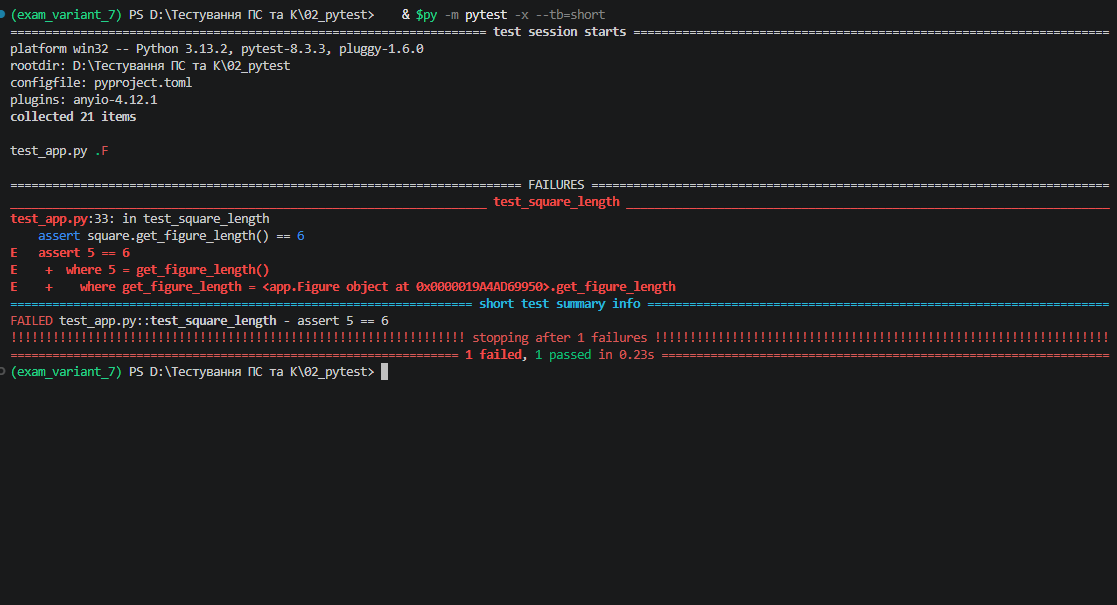 (exam_variant_7) PS D:\Тестування ПС та К\02_pytest>    & $py -m pytest -x --tb=short
==================================================================== test session starts ====================================================================
platform win32 -- Python 3.13.2, pytest-8.3.3, pluggy-1.6.0
rootdir: D:\Тестування ПС та К\02_pytest
configfile: pyproject.toml
plugins: anyio-4.12.1
collected 21 items

test_app.py .F

========================================================================= FAILURES ==========================================================================
____________________________________________________________________ test_square_length _____________________________________________________________________
test_app.py:33: in test_square_length
    assert square.get_figure_length() == 6
E   assert 5 == 6
E    +  where 5 = get_figure_length()
E    +    where get_figure_length = <app.Figure object at 0x0000019A4AD69950>.get_figure_length
================================================================== short test summary info ==================================================================
FAILED test_app.py::test_square_length - assert 5 == 6
!!!!!!!!!!!!!!!!!!!!!!!!!!!!!!!!!!!!!!!!!!!!!!!!!!!!!!!!!!!!!!!!! stopping after 1 failures !!!!!!!!!!!!!!!!!!!!!!!!!!!!!!!!!!!!!!!!!!!!!!!!!!!!!!!!!!!!!!!!!
================================================================ 1 failed, 1 passed in 0.23s ================================================================
(exam_variant_7) PS D:\Тестування ПС та К\02_pytest>